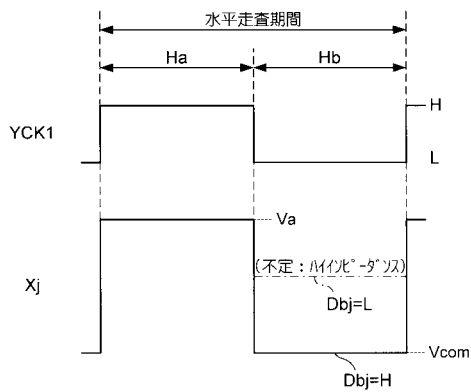 水平走査期間
Ha
Hb
YCK1
H
L
Va
(不定：ハイインピーダンス)
Xj
Dbj=L
Vcom
Dbj=H